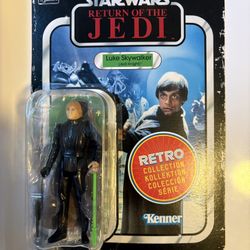 STAR WARS
RETURN OF THE
JEDI
Luke Skywalker
(Jedi Knight)
RETRO
COLLECTION
KOLLEKTION
COLECCIÓN
SÉRIE
Kenner